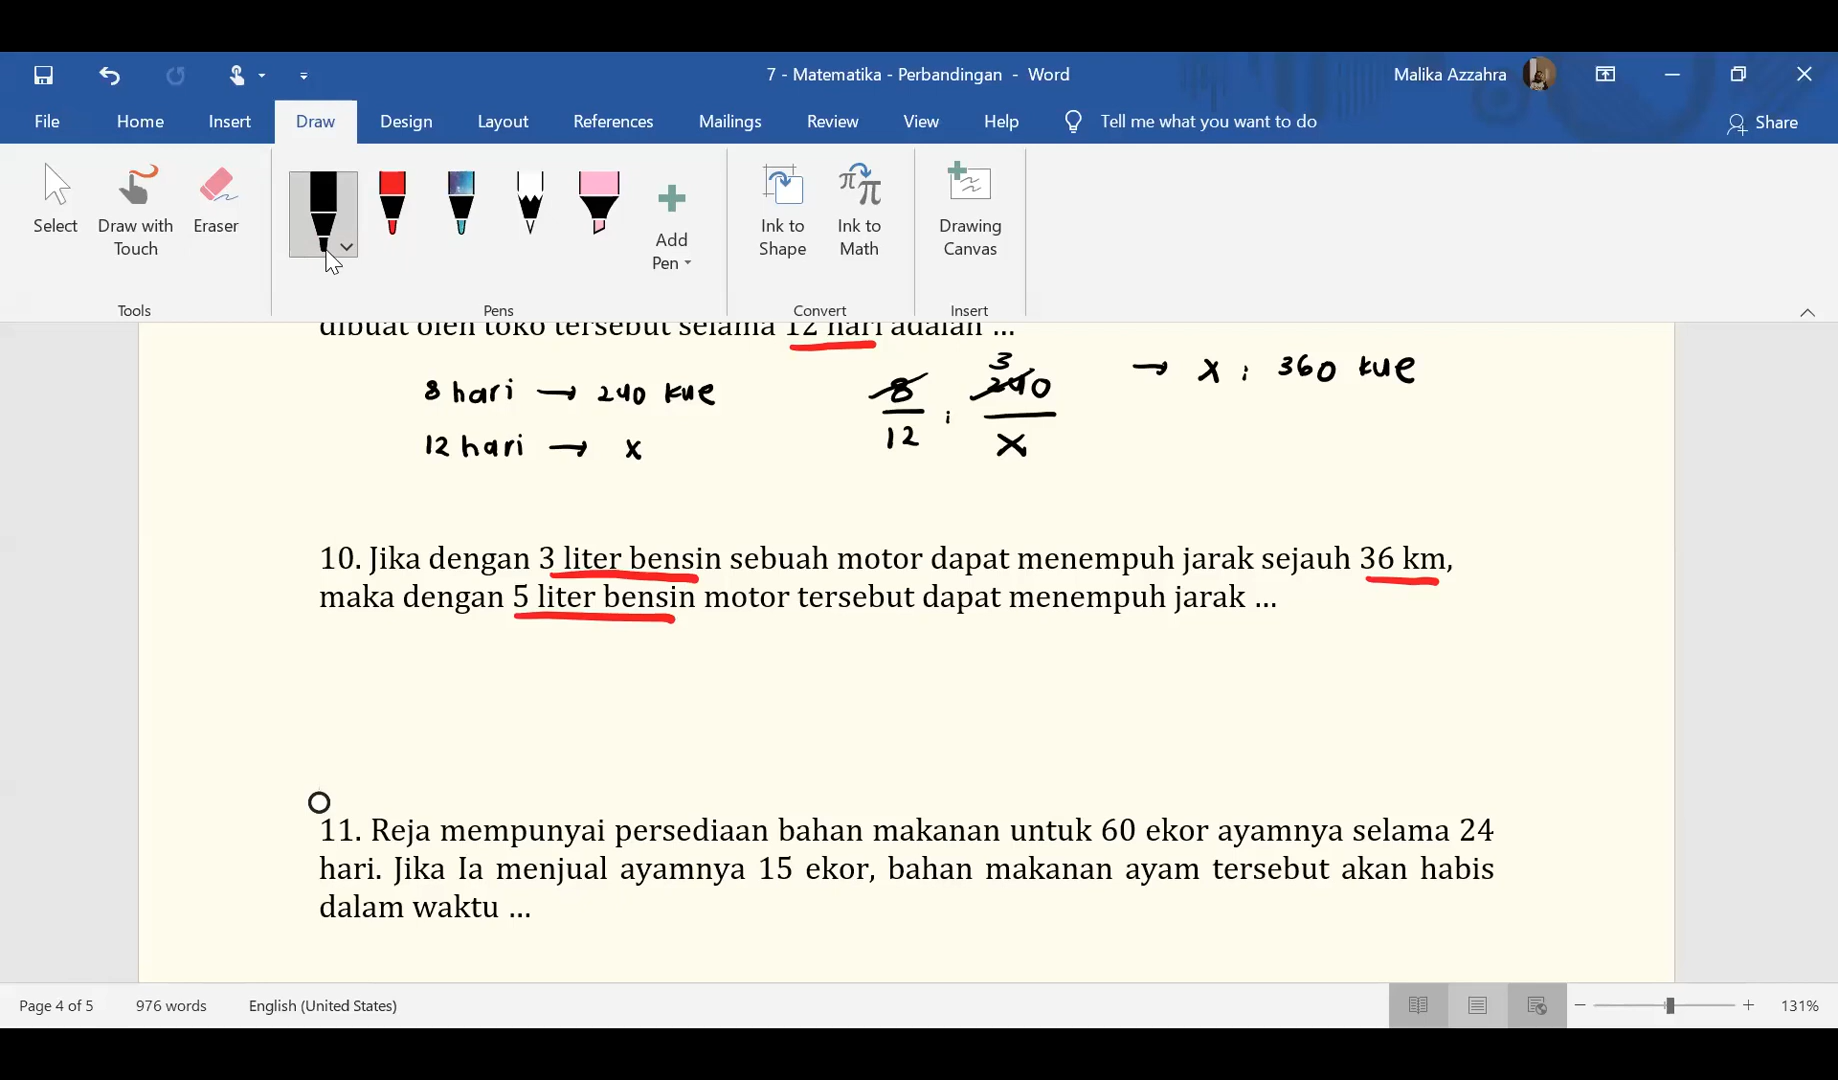 7 - Matematika - Perbandingan - Word
Malika Azzahra
File Home Insert Draw Design Layout References Mailings Review View Help Tell me what you want to do
Share
Select
Draw with Touch
Eraser
Add Pen
Ink to Shape
Ink to Math
Drawing Canvas
Tools
Pens
Convert
Insert
dibuat oleh toko tersebut selama 12 hari adalah ...
8 hari → 240 kue
12 hari → x
3
8 240
12 x
→ x : 360 kue
10. Jika dengan 3 liter bensin sebuah motor dapat menempuh jarak sejauh 36 km,
maka dengan 5 liter bensin motor tersebut dapat menempuh jarak ...
11. Reja mempunyai persediaan bahan makanan untuk 60 ekor ayamnya selama 24
hari. Jika Ia menjual ayamnya 15 ekor, bahan makanan ayam tersebut akan habis
dalam waktu ...
Page 4 of 5 976 words English (United States) 131%